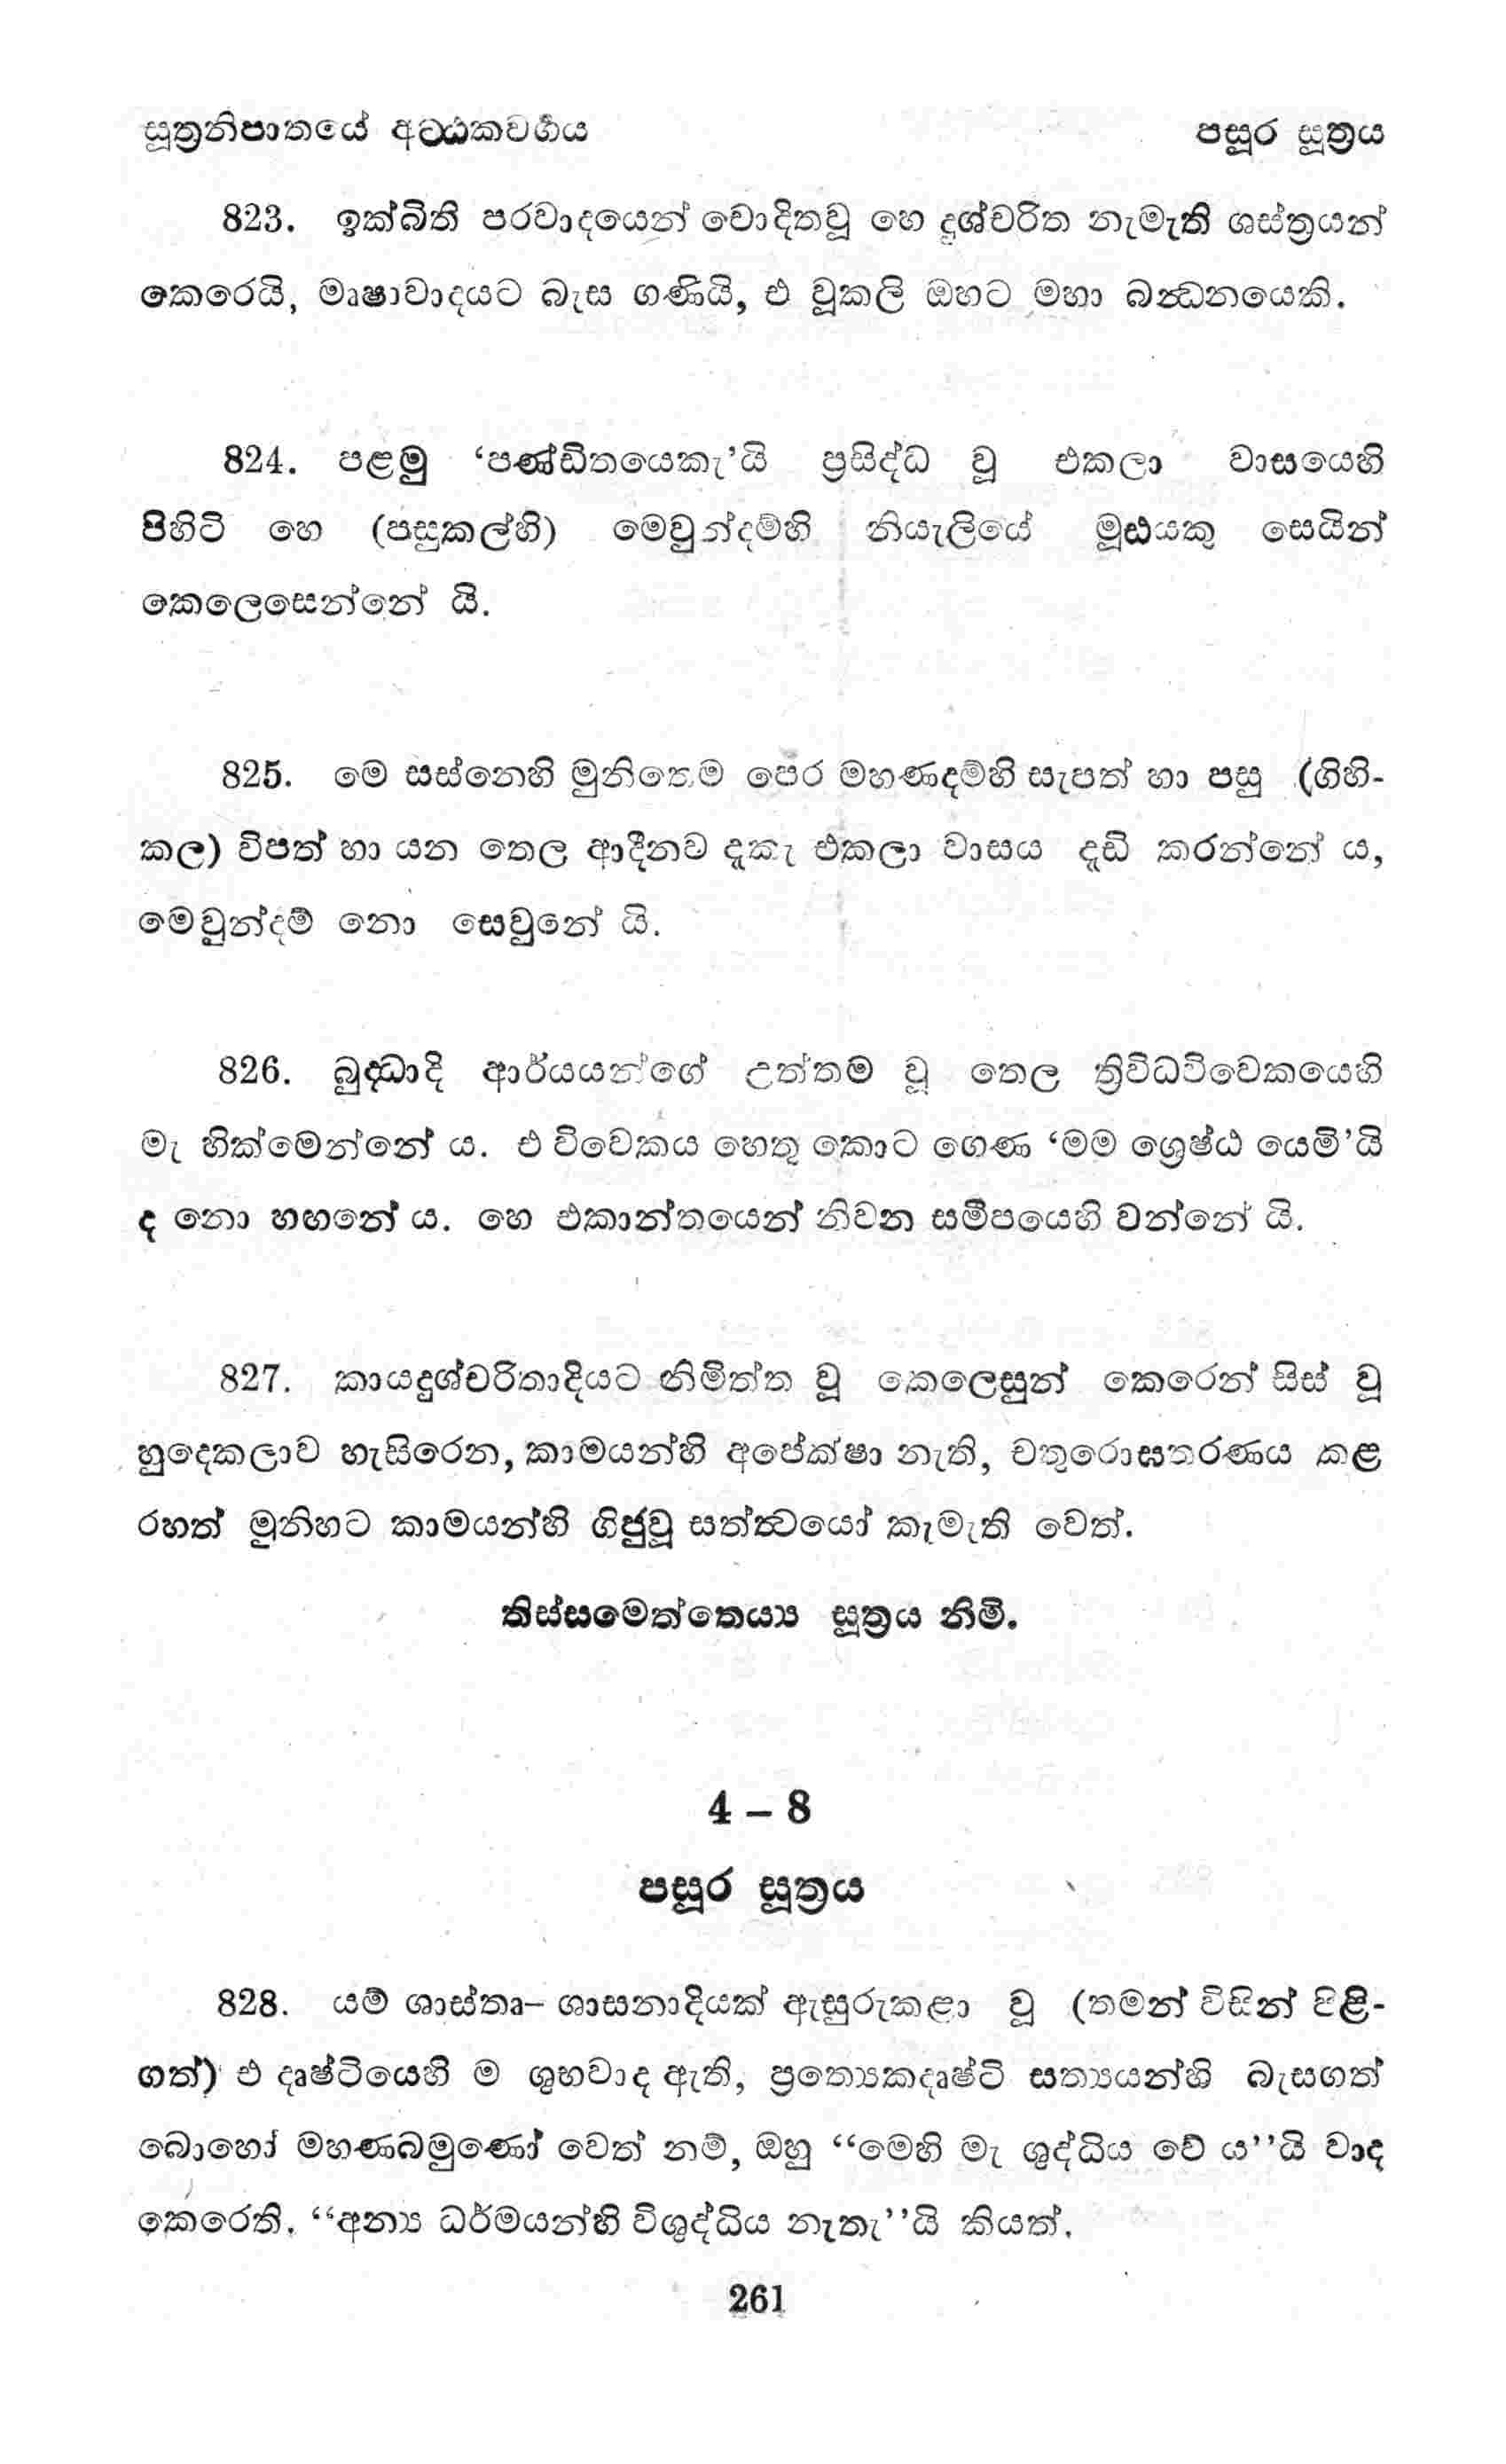 සූත්‍රනිපාතයේ අට්ඨකවර්‍ගය පසූර සූත්‍රය
823. ඉක්බිති පරවාදයෙන් චොදිතවූ හෙ දුශ්චරිත නැමැති ශස්ත්‍රයන්
කෙරෙයි, මෘෂාවාදයට බැස ගණියි, එ වූකලි ඔහට මහා බන්‍ධනයෙකි.
824. පළමු ‘පණ්ඩිතයෙකැ’යි ප්‍රසිද්ධ වූ එකලා වාසයෙහි
පිහිටි හෙ (පසුකල්හි) මෙවුන්දම්හි නියැලියේ මූඪයකු සෙයින්
කෙලෙසෙන්නේ යි.
825. මෙ සස්නෙහි මුනිතෙම පෙර මහණදම්හි සැපත් හා පසු (ගිහි-
කල) විපත් හා යන තෙල ආදීනව දැකැ එකලා වාසය දැඩි කරන්නේ ය,
මෙවුන්දම් නො සෙවුනේ යි.
826. බුද්‍ධාදි ආර්යයන්ගේ උත්තම වූ තෙල ත්‍රිවිධවිවෙකයෙහි
මැ හික්මෙන්නේ ය. එ විවෙකය හෙතු කොට ගෙණ ‘මම ශ්‍රෙෂ්ඨ යෙමි’යි
ද නො හඟනේ ය. හෙ එකාන්තයෙන් නිවන සමීපයෙහි වන්නේ යි.
827. කායදුශ්චරිතාදියට නිමිත්ත වූ කෙලෙසුන් කෙරෙන් සිස් වූ
හුදෙකලාව හැසිරෙන, කාමයන්හි අපේක්ෂා නැති, චතුරොඝතරණය කළ
රහත් මුනිහට කාමයන්හි ගිජුවූ සත්ත්‍වයෝ කැමැති වෙත්.
තිස්සමෙත්තෙය්‍ය සූත්‍රය නිමි.
4 – 8
පසූර සූත්‍රය
828. යම් ශාස්තෘ– ශාසනාදියක් ඇසුරුකළා වූ (තමන් විසින් පිළි-
ගත්) එ දෘෂ්ටියෙහි ම ශුභවාද ඇති, ප්‍රත්‍යෙකදෘෂ්ටි සත්‍යයන්හි බැසගත්
බොහෝ මහණබමුණෝ වෙත් නම්, ඔහු “මෙහි මැ ශුද්ධිය වේ ය”යි වාද
කෙරෙති. “අන්‍ය ධර්මයන්හි විශුද්ධිය නැතැ”යි කියත්.
261